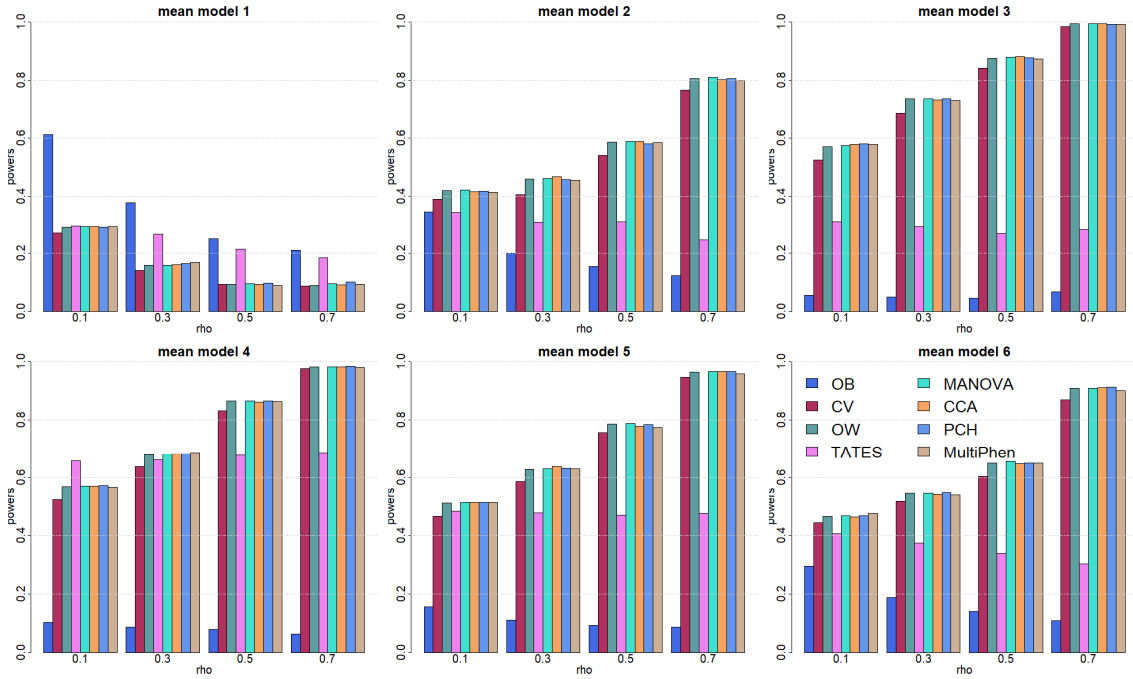 mean model 1
1.0
0.8
0.6
powers
0.4
0.2
0.0
0.1 0.3 0.5 0.7
rho
mean model 2
1.0
0.8
0.6
powers
0.4
0.2
0.0
0.1 0.3 0.5 0.7
rho
mean model 3
1.0
0.8
0.6
powers
0.4
0.2
0.0
0.1 0.3 0.5 0.7
rho
mean model 4
1.0
0.8
0.6
powers
0.4
0.2
0.0
0.1 0.3 0.5 0.7
rho
mean model 5
1.0
0.8
0.6
powers
0.4
0.2
0.0
0.1 0.3 0.5 0.7
rho
mean model 6
OB MANOVA
CV CCA
OW PCH
TATES MultiPhen
1.0
0.8
0.6
powers
0.4
0.2
0.0
0.1 0.3 0.5 0.7
rho